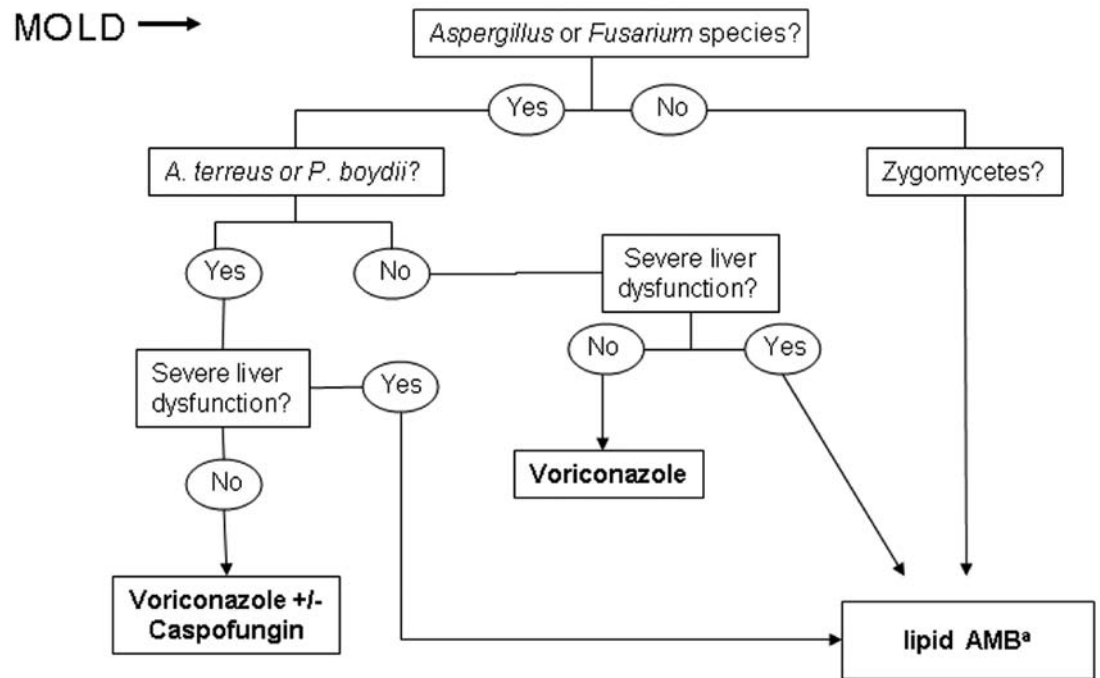 MOLD
Aspergillus or Fusarium species?
Yes
No
A. terreus or P. boydii?
Zygomycetes?
Yes
No
Severe liver
dysfunction?
No
Yes
Severe liver
dysfunction?
Yes
No
Voriconazole
Voriconazole +/-
Caspofungin
lipid AMBᵃ